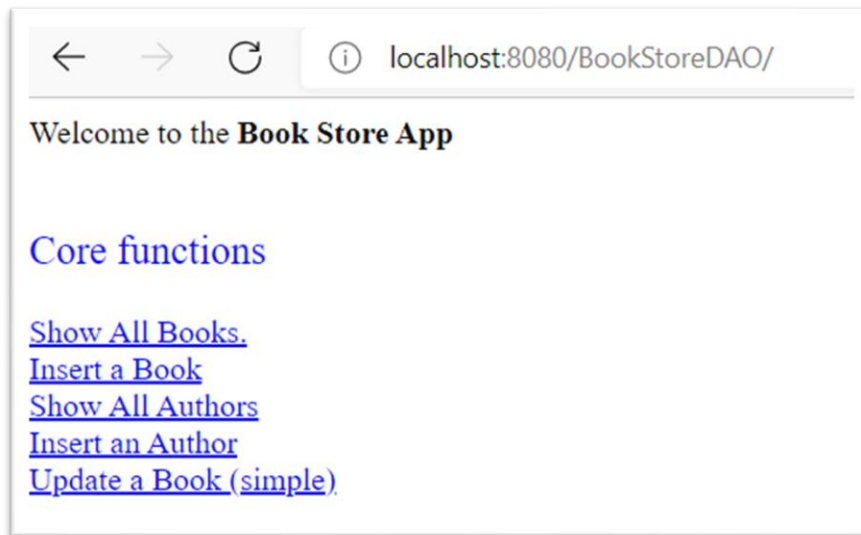 localhost:8080/BookStoreDAO/
Welcome to the Book Store App
Core functions
Show All Books.
Insert a Book
Show All Authors
Insert an Author
Update a Book (simple)